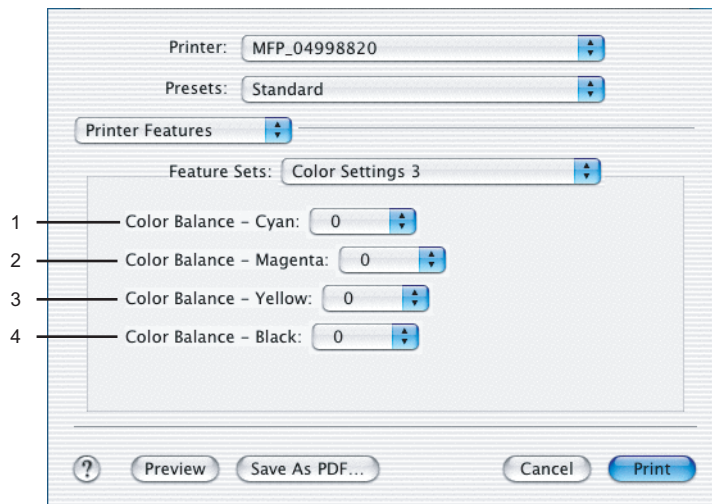 Printer: MFP_04998820
Presets: Standard
Printer Features
Feature Sets: Color Settings 3
1 Color Balance – Cyan: 0
2 Color Balance – Magenta: 0
3 Color Balance – Yellow: 0
4 Color Balance – Black: 0
? Preview Save As PDF... Cancel Print